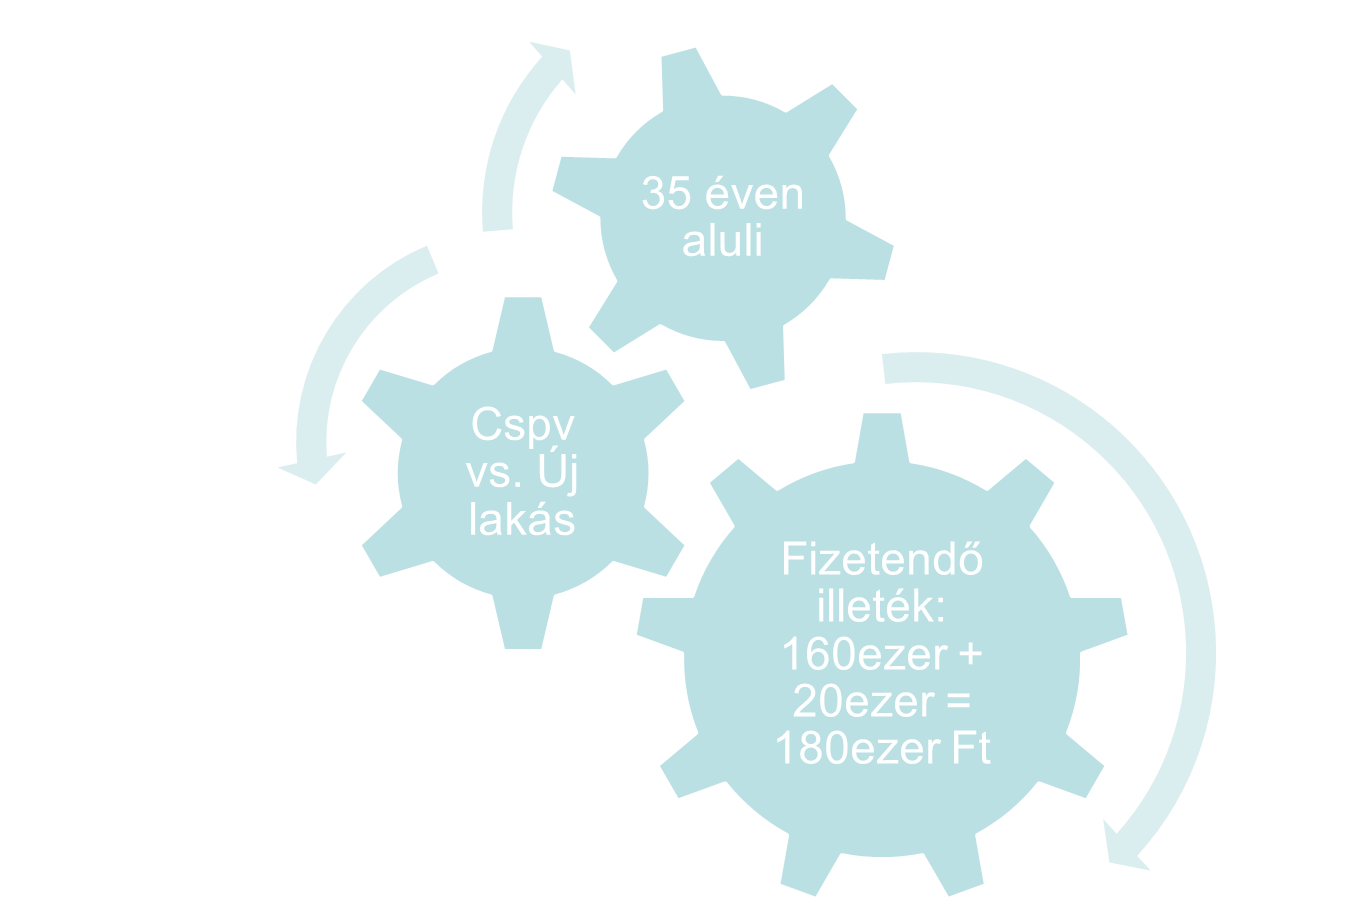 35 éven
aluli
Cspv
vs. Új
lakás
Fizetendő
illeték:
160ezer +
20ezer =
180ezer Ft